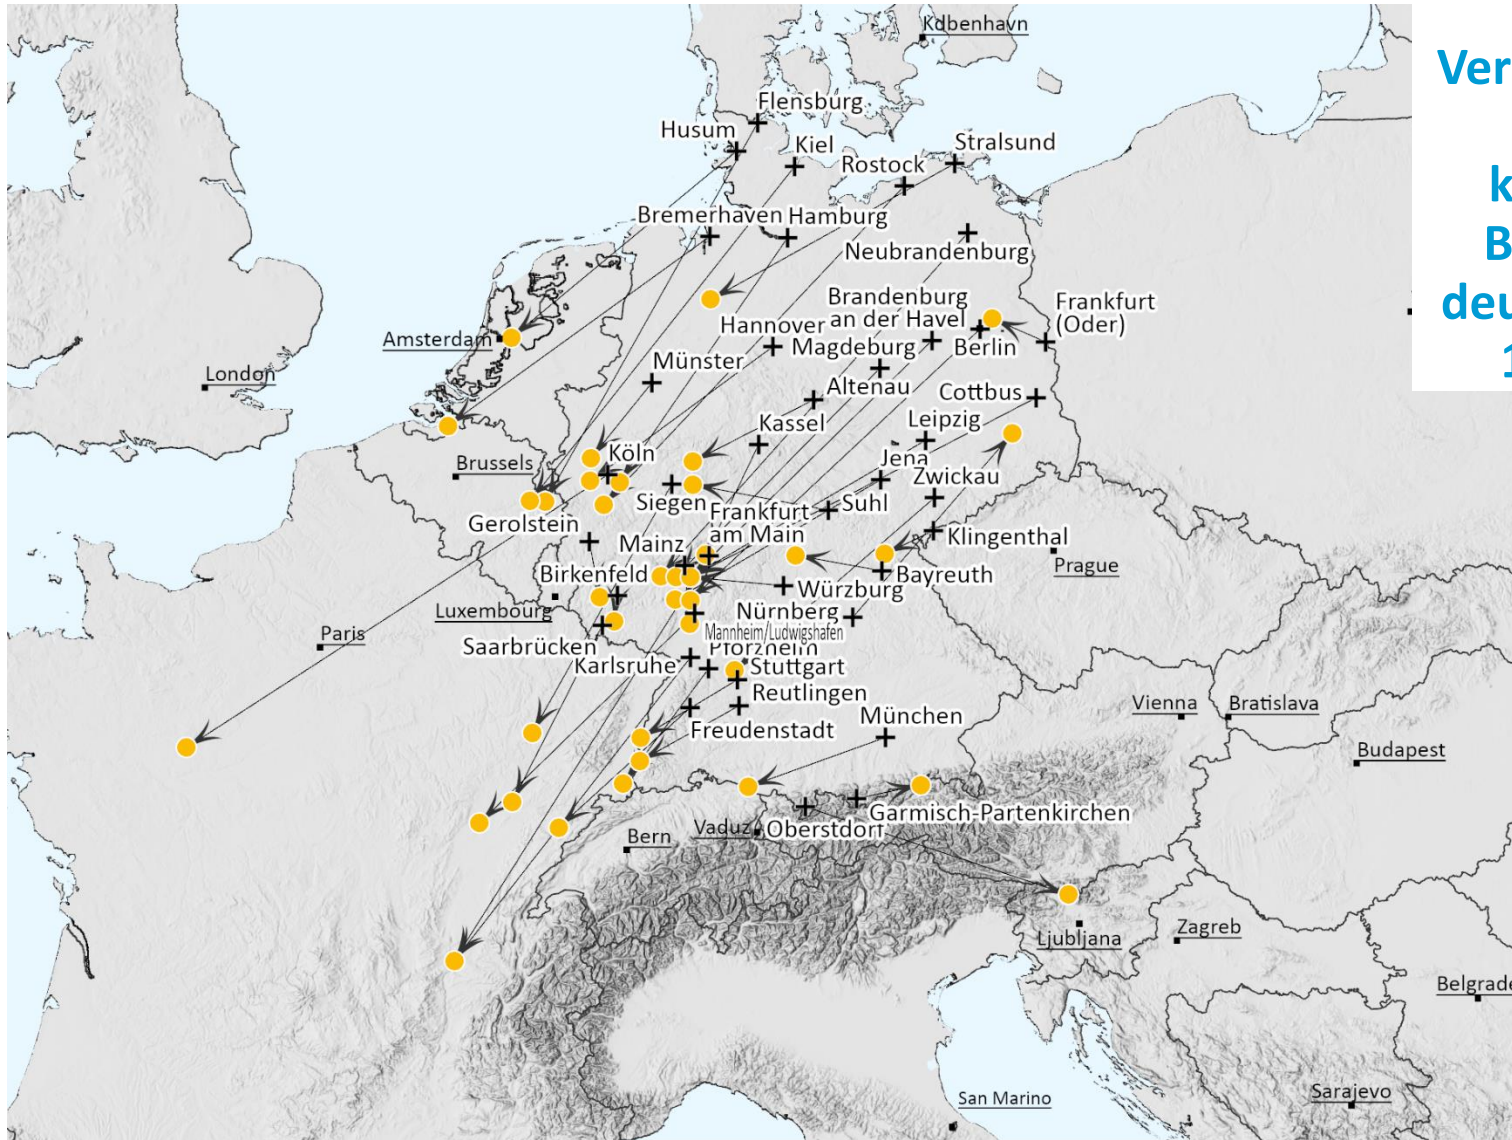 København
Flensburg
Husum
Kiel
Stralsund
Rostock
Bremerhaven
Hamburg
Neubrandenburg
Brandenburg
an der Havel
Frankfurt
(Oder)
Hannover
Amsterdam
Magdeburg
Berlin
Münster
London
Altenau
Cottbus
Kassel
Leipzig
Köln
Brussels
Jena
Zwickau
Siegen
Frankfurt
am Main
Suhl
Gerolstein
Klingenthal
Mainz
Prague
Birkenfeld
Bayreuth
Würzburg
Luxembourg
Nürnberg
Paris
Mannheim/Ludwigshafen
Saarbrücken
Pforzheim
Karlsruhe
Stuttgart
Reutlingen
Vienna
Bratislava
München
Freudenstadt
Budapest
Garmisch-Partenkirchen
Bern
Vaduz
Oberstdorf
Ljubljana
Zagreb
Belgrade
Sarajevo
San Marino
Ver
k
B
deu
1